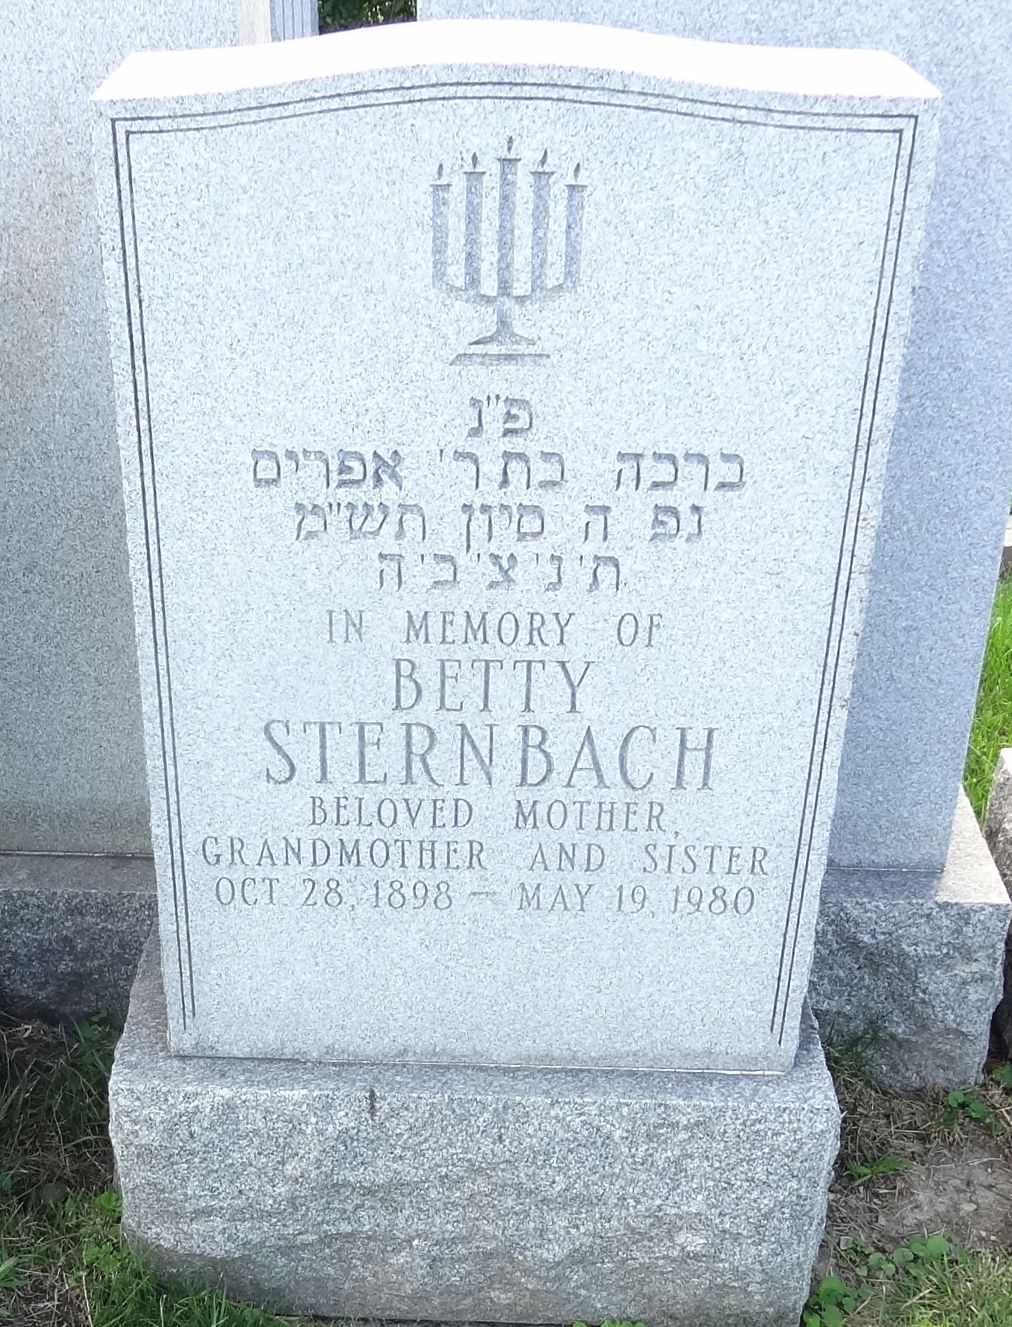 פ"נ
ברכה בת ר' אפרים
נפ ה סיון תש"מ
ת'נ'צ'ב'ה
IN MEMORY OF
BETTY
STERNBACH
BELOVED MOTHER,
GRANDMOTHER AND SISTER
OCT 28, 1898 – MAY 19, 1980